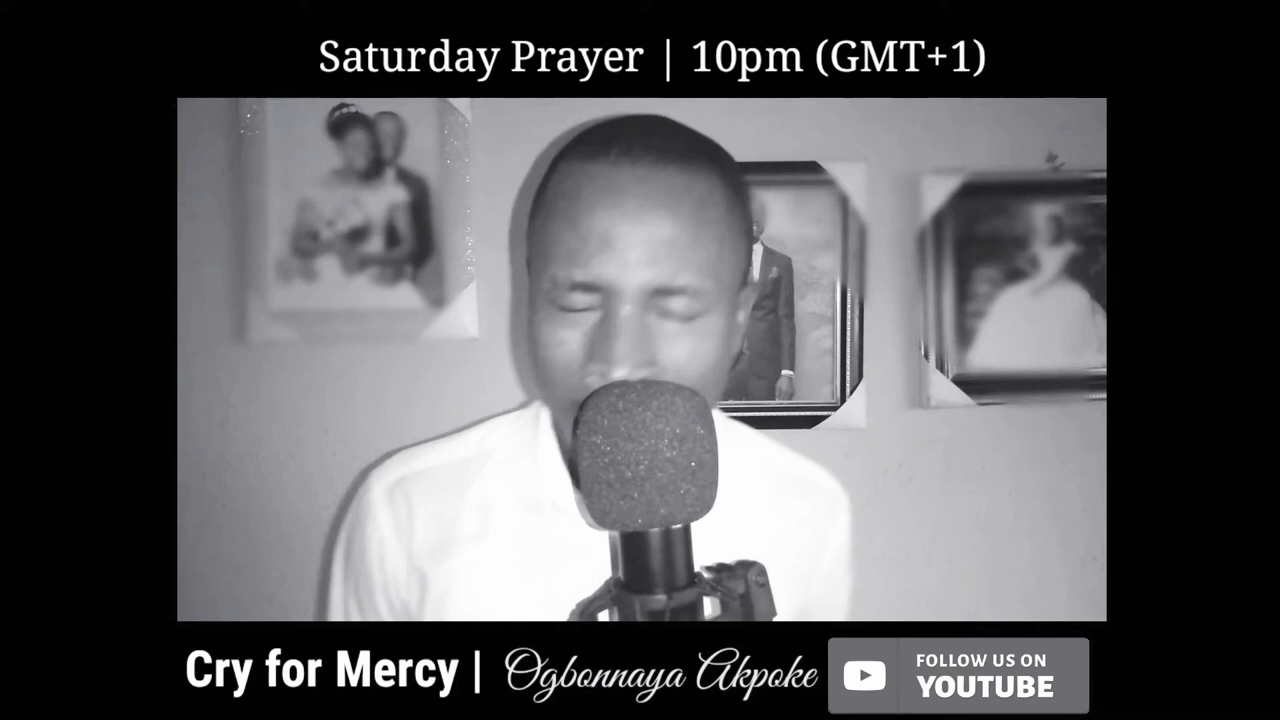 Saturday Prayer | 10pm (GMT+1)
Cry for Mercy | Ogbonnaya Akpoke
FOLLOW US ON
YOUTUBE